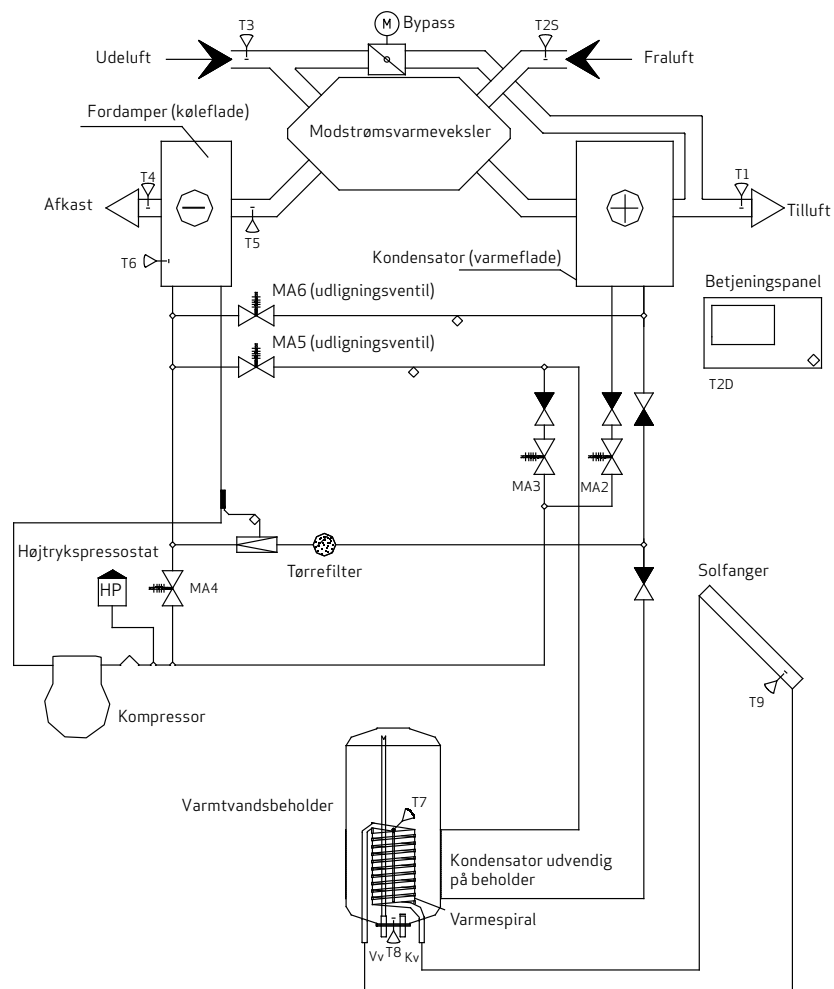 T3
M
Bypass
T2S
Udeluft
Fraluft
Fordamper (køleflade)
Modstrømsvarmeveksler
T4
T1
Afkast
Tilluft
T5
T6
Kondensator (varmeflade)
MA6 (udligningsventil)
Betjeningspanel
MA5 (udligningsventil)
T2D
MA3
MA2
Højtrykspressostat
Tørrefilter
Solfanger
HP
MA4
T9
Kompressor
Varmtvandsbeholder
T7
Kondensator udvendig
på beholder
Varmespiral
Vv
T8
Kv